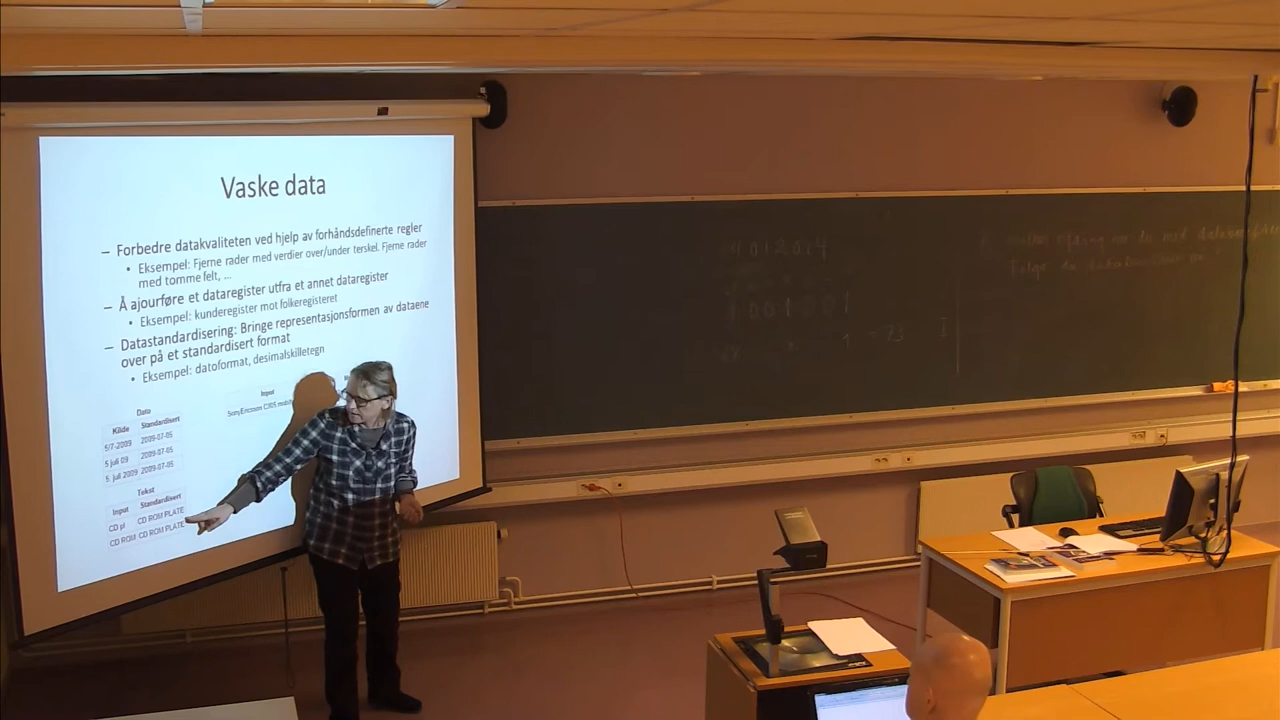 Vaske data
– Forbedre datakvaliteten ved hjelp av forhåndsdefinerte regler
• Eksempel: Fjerne rader med verdier over/under terskel. Fjerne rader
med tomme felt, ...
– Å ajourføre et dataregister utfra et annet dataregister
• Eksempel: kunderegister mot folkeregisteret
– Datastandardisering: Bringe representasjonsformen av dataene
over på et standardisert format
• Eksempel: datoformat, desimalskilletegn
Input
SonyEricsson C905
Dato
Kilde Standardisert
5/7-2009 2009-07-05
5 juli 09 2009-07-05
5. juli 2009 2009-07-05
Tekst
Input Standardisert
CD pl CD ROM PLATE
CD ROM CD ROM PLATE